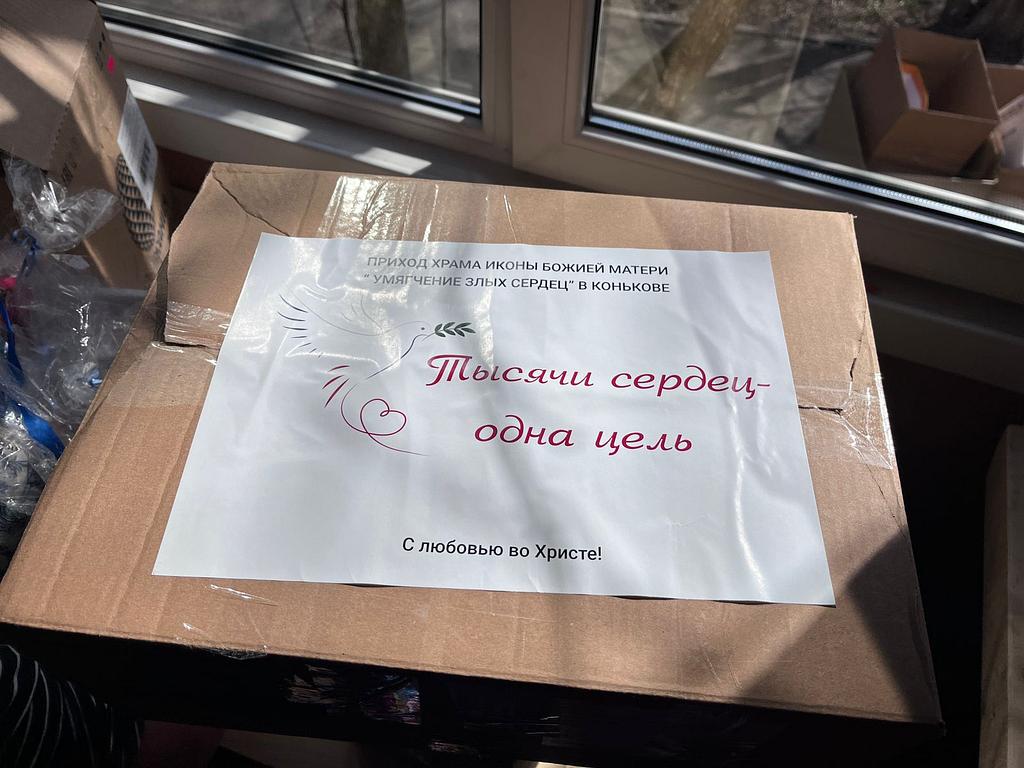 ПРИХОД ХРАМА ИКОНЫ БОЖИЕЙ МАТЕРИ
“ УМЯГЧЕНИЕ ЗЛЫХ СЕРДЕЦ” В КОНЬКОВЕ
Тысячи сердец-
одна цель
С любовью во Христе!